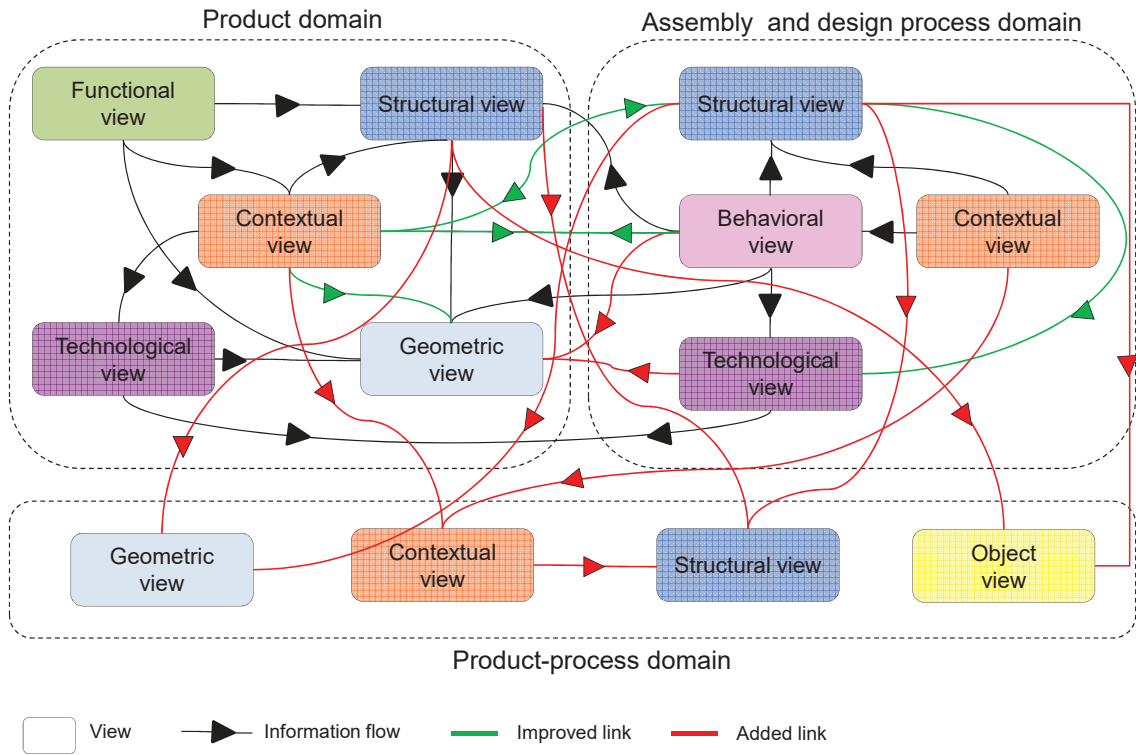 Product domain
Assembly and design process domain
Functional
view
Structural view
Structural view
Contextual
view
Behavioral
view
Contextual
view
Technological
view
Geometric
view
Technological
view
Geometric
view
Contextual
view
Structural view
Object
view
Product-process domain
View
Information flow
Improved link
Added link